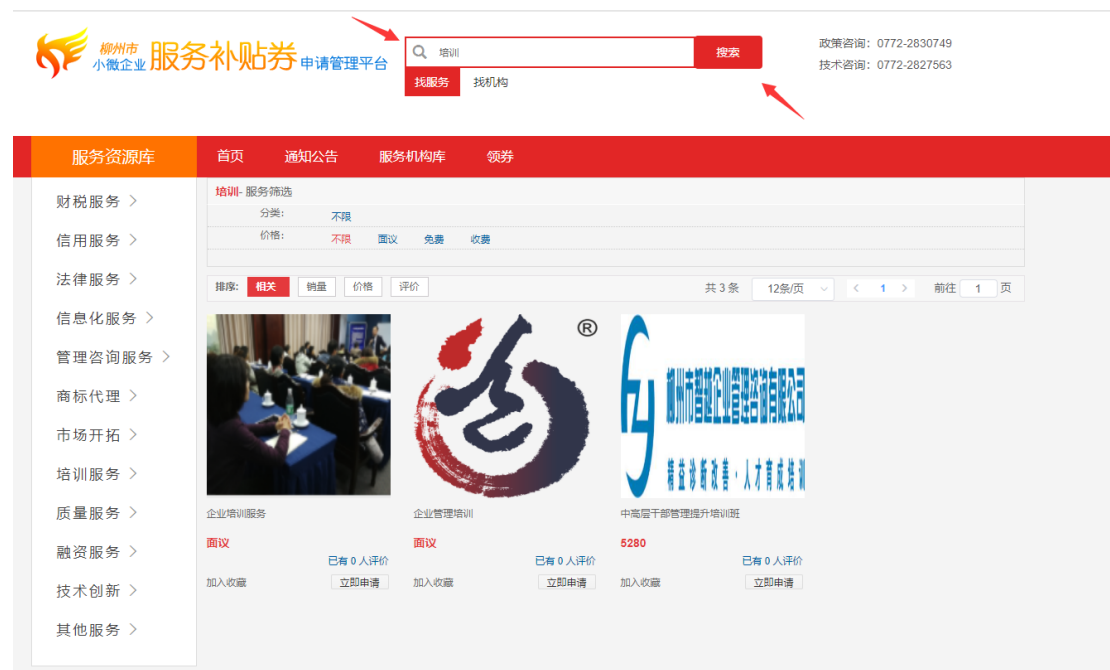 柳州市
小微企业
服务补贴券
申请管理平台
培训
搜索
找服务
找机构
政策咨询：0772-2830749
技术咨询：0772-2827563
服务资源库
首页
通知公告
服务机构库
领券
财税服务
信用服务
法律服务
信息化服务
管理咨询服务
商标代理
市场开拓
培训服务
质量服务
融资服务
技术创新
其他服务
培训- 服务筛选
分类： 不限
价格： 不限 面议 免费 收费
排序: 相关 销量 价格 评价
共 3 条 12条/页 < 1 > 前往 1 页
®
柳州市智越企业管理咨询有限公司
精益诊断改善·人才育成培训
企业培训服务
面议
已有 0 人评价
加入收藏 立即申请
企业管理培训
面议
已有 0 人评价
加入收藏 立即申请
中高层干部管理提升培训班
5280
已有 0 人评价
加入收藏 立即申请